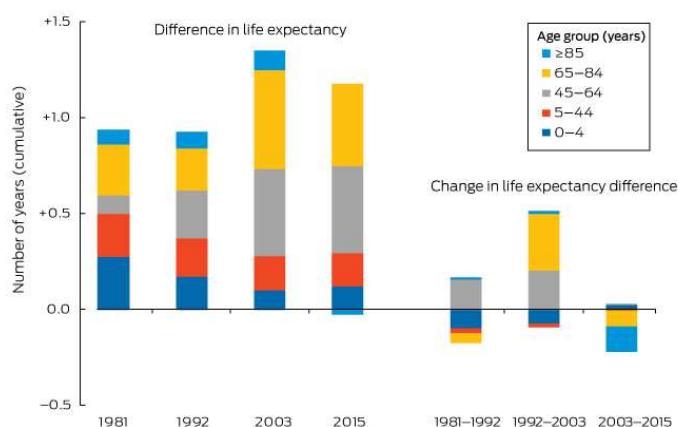 Difference in life expectancy
Age group (years)
≥85
65–84
45–64
5–44
0–4
Change in life expectancy difference
Number of years (cumulative)
+1.5
+1.0
+0.5
0.0
–0.5
1981 1992 2003 2015 1981–1992 1992–2003 2003–2015